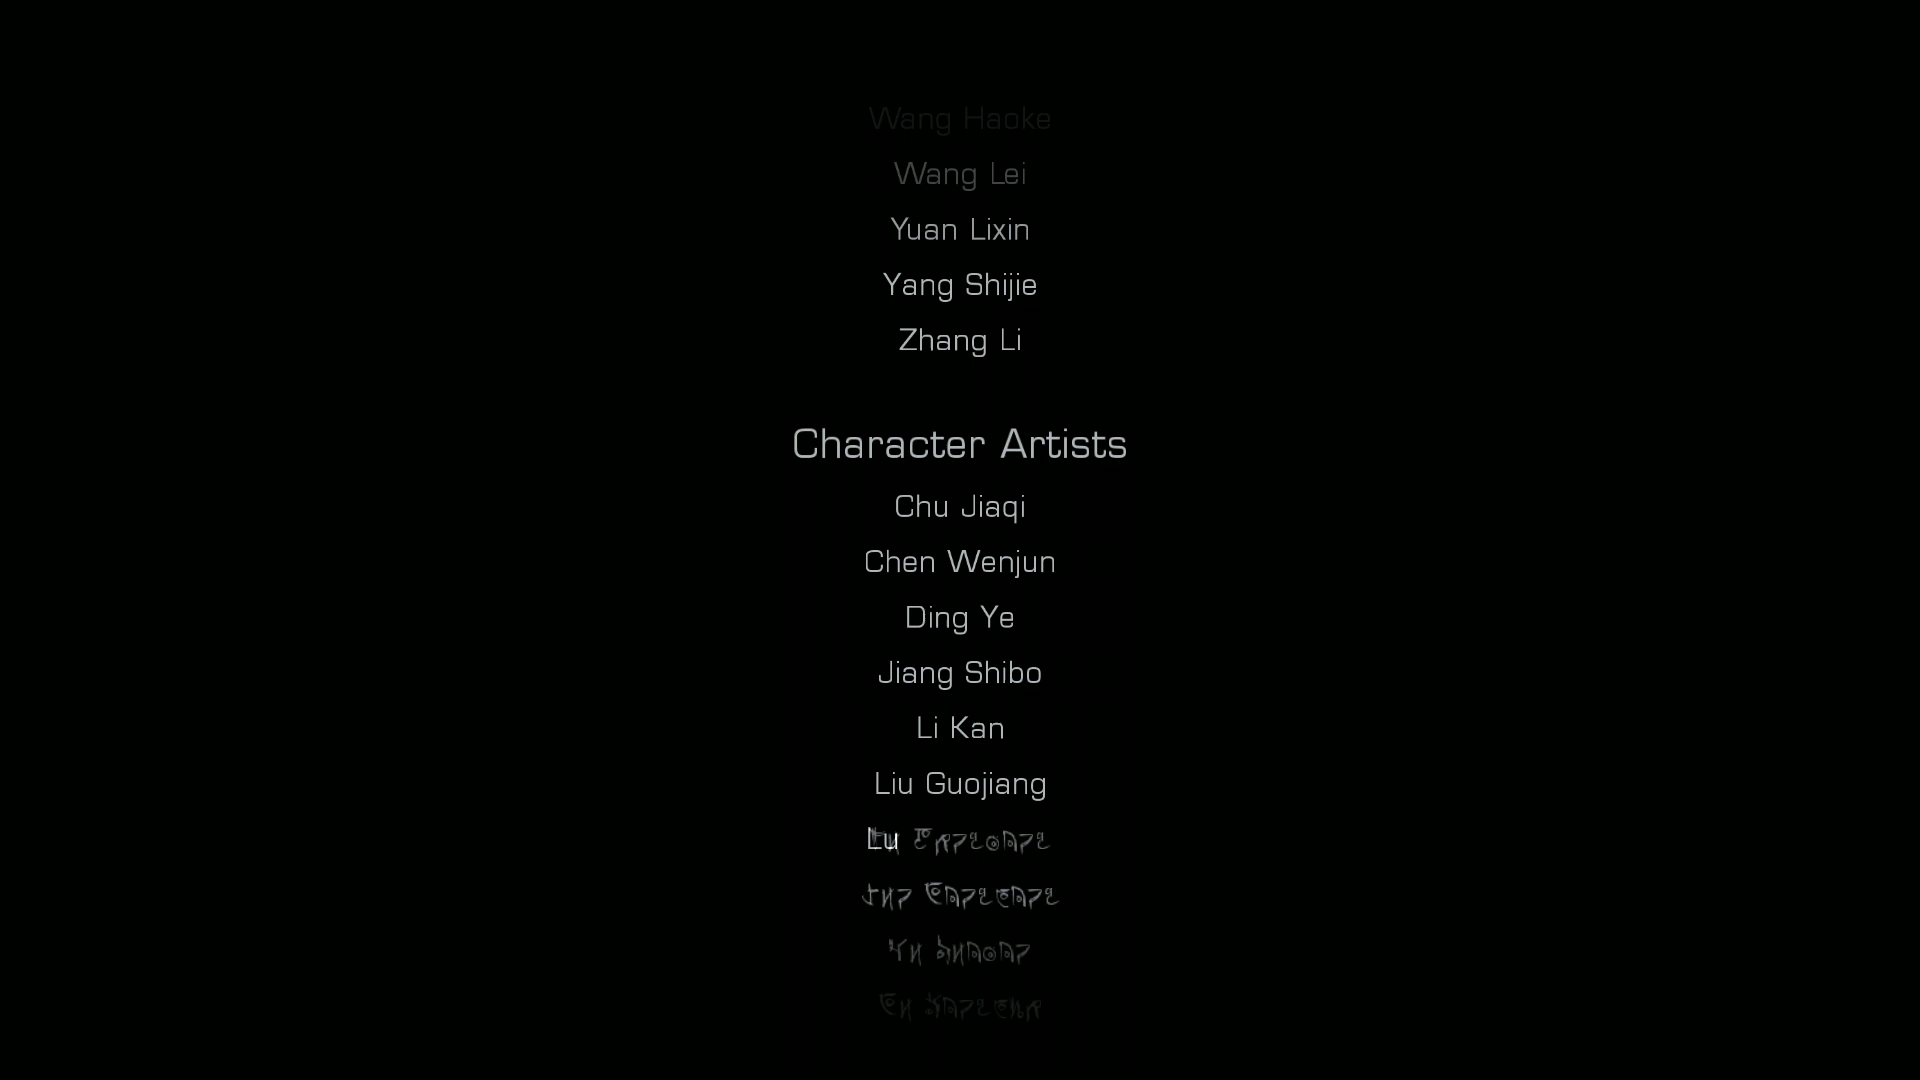 Wang Haoke
Wang Lei
Yuan Lixin
Yang Shijie
Zhang Li
Character Artists
Chu Jiaqi
Chen Wenjun
Ding Ye
Jiang Shibo
Li Kan
Liu Guojiang
Lu